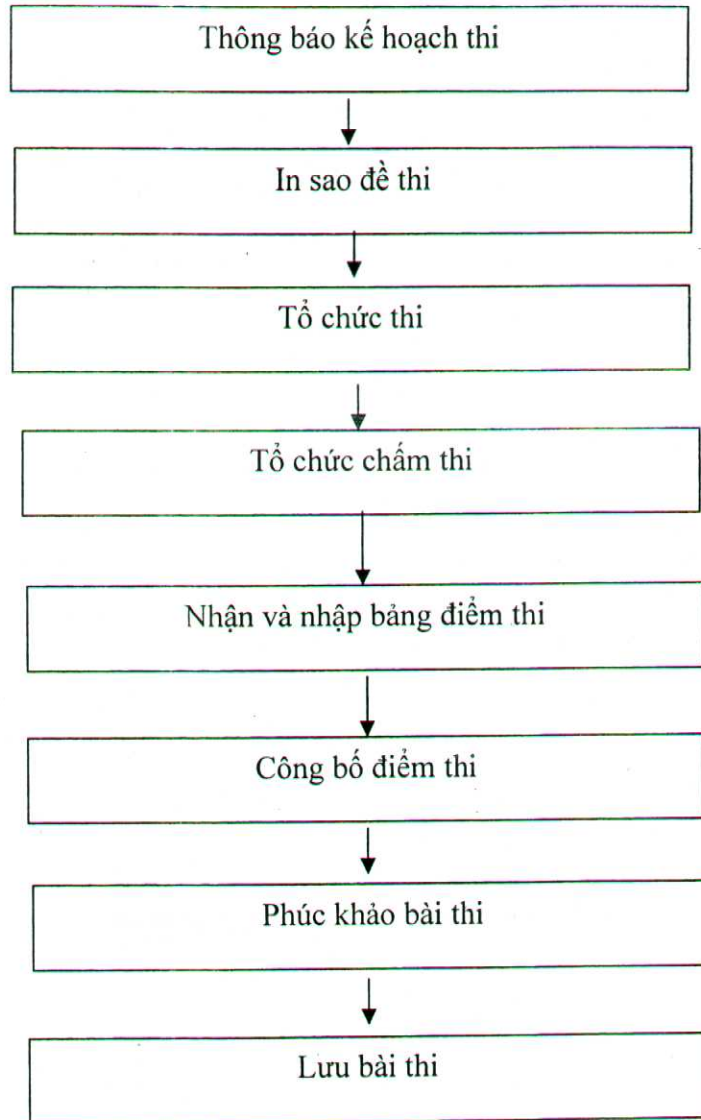 Thông báo kế hoạch thi
In sao đề thi
Tổ chức thi
Tổ chức chấm thi
Nhận và nhập bảng điểm thi
Công bố điểm thi
Phúc khảo bài thi
Lưu bài thi